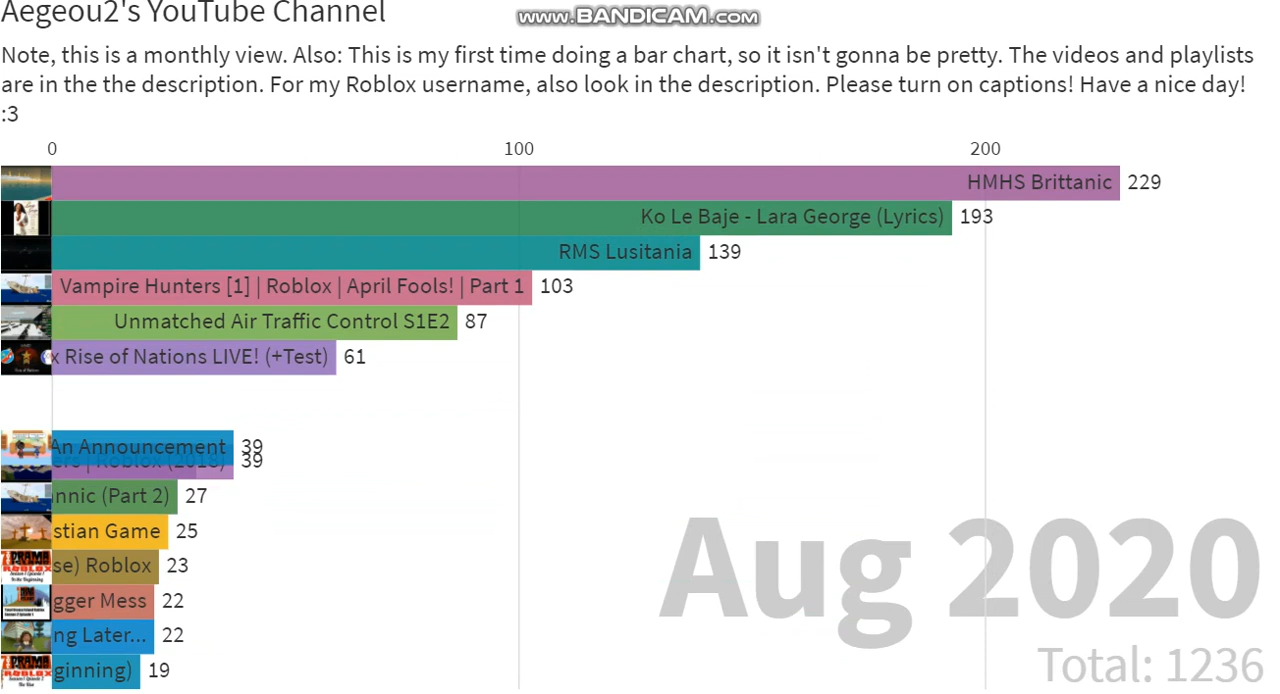 Aegeou2's YouTube Channel
www.BANDICAM.com
Note, this is a monthly view. Also: This is my first time doing a bar chart, so it isn't gonna be pretty. The videos and playlists
are in the the description. For my Roblox username, also look in the description. Please turn on captions! Have a nice day!
:3
0 100 200
HMHS Brittanic 229
Ko Le Baje - Lara George (Lyrics) 193
RMS Lusitania 139
Vampire Hunters [1] | Roblox | April Fools! | Part 1 103
Unmatched Air Traffic Control S1E2 87
x Rise of Nations LIVE! (+Test) 61
An Announcement 39
ers | Roblox (2018) 39
nnic (Part 2) 27
stian Game 25
se) Roblox 23
gger Mess 22
ng Later... 22
ginning) 19
Aug 2020
Total: 1236